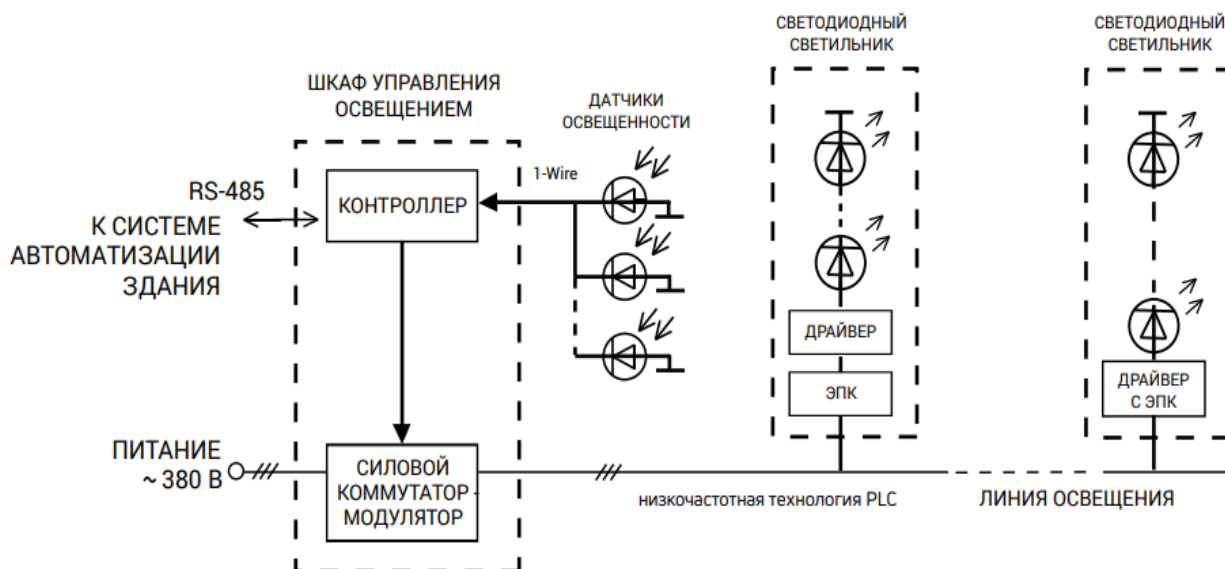 СВЕТОДИОДНЫЙ
СВЕТИЛЬНИК
СВЕТОДИОДНЫЙ
СВЕТИЛЬНИК
ШКАФ УПРАВЛЕНИЯ
ОСВЕЩЕНИЕМ
ДАТЧИКИ
ОСВЕЩЕННОСТИ
1-Wire
RS-485
КОНТРОЛЛЕР
К СИСТЕМЕ
АВТОМАТИЗАЦИИ
ЗДАНИЯ
ДРАЙВЕР
ЭПК
ДРАЙВЕР
С ЭПК
ПИТАНИЕ
~ 380 В
СИЛОВОЙ
КОММУТАТОР -
МОДУЛЯТОР
низкочастотная технология PLC
ЛИНИЯ ОСВЕЩЕНИЯ